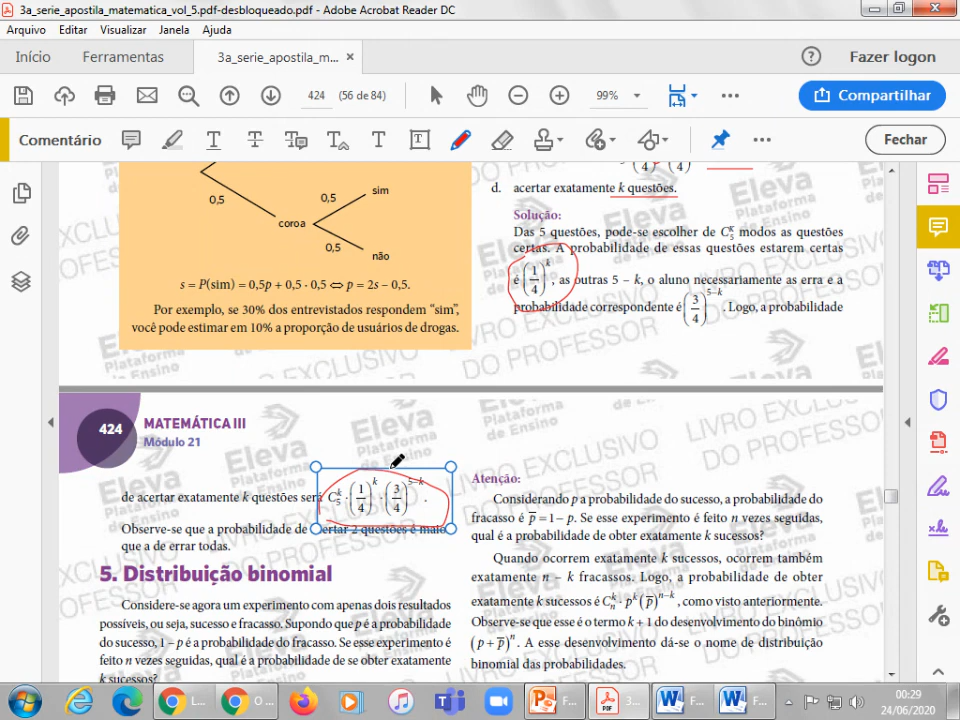 3a_serie_apostila_matematica_vol_5.pdf-desbloqueado.pdf - Adobe Acrobat Reader DC
Arquivo Editar Visualizar Janela Ajuda
Início Ferramentas 3a_serie_apostila_m... × Fazer logon
424 (56 de 84) 99% Compartilhar
Comentário Fechar
0,5
coroa
0,5
sim
0,5
não
s = P(sim) = 0,5p + 0,5 · 0,5 ⇔ p = 2s – 0,5.
Por exemplo, se 30% dos entrevistados respondem “sim”,
você pode estimar em 10% a proporção de usuários de drogas.
d. acertar exatamente k questões.
Solução:
Das 5 questões, pode-se escolher de C₅ᵏ modos as questões
certas. A probabilidade de essas questões estarem certas
é (1/4)ᵏ, as outras 5 – k, o aluno necessariamente as erra e a
probabilidade correspondente é (3/4)⁵⁻ᵏ. Logo, a probabilidade
424 MATEMÁTICA III
Módulo 21
de acertar exatamente k questões será C₅ᵏ · (1/4)ᵏ · (3/4)⁵⁻ᵏ.
Observe-se que a probabilidade de acertar 2 questões é maio
que a de errar todas.
5. Distribuição binomial
Considere-se agora um experimento com apenas dois resultados
possíveis, ou seja, sucesso e fracasso. Supondo que p é a probabilidade
do sucesso, 1 – p é a probabilidade do fracasso. Se esse experimento é
feito n vezes seguidas, qual é a probabilidade de se obter exatamente
k sucessos?
Atenção:
Considerando p a probabilidade do sucesso, a probabilidade do
fracasso é p̅ = 1 – p. Se esse experimento é feito n vezes seguidas,
qual é a probabilidade de obter exatamente k sucessos?
Quando ocorrem exatamente k sucessos, ocorrem também
exatamente n – k fracassos. Logo, a probabilidade de obter
exatamente k sucessos é Cₙᵏ · pᵏ(p̅)ⁿ⁻ᵏ, como visto anteriormente.
Observe-se que esse é o termo k + 1 do desenvolvimento do binômio
(p + p̅)ⁿ. A esse desenvolvimento dá-se o nome de distribuição
binomial das probabilidades.
Eleva
Plataforma
de Ensino
LIVRO EXCLUSIVO
DO PROFESSOR
L... O ... F... 3... F... F...
00:29
24/06/2020